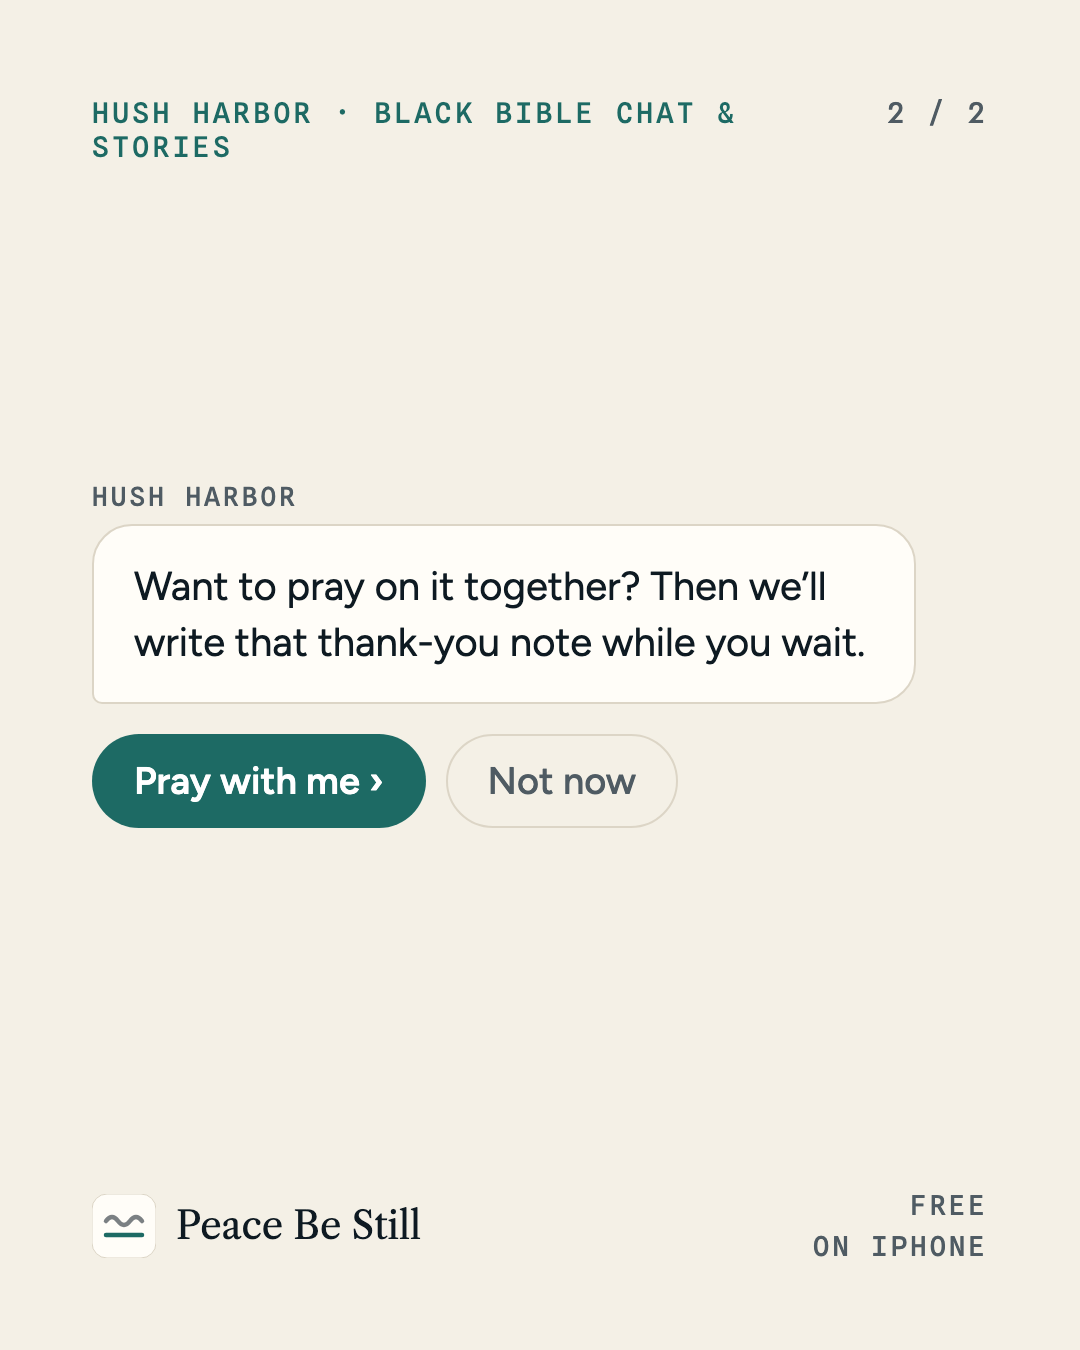 HUSH HARBOR · BLACK BIBLE CHAT &
STORIES
2 / 2
HUSH HARBOR
Want to pray on it together? Then we’ll
write that thank-you note while you wait.
Pray with me ›
Not now
Peace Be Still
FREE
ON IPHONE